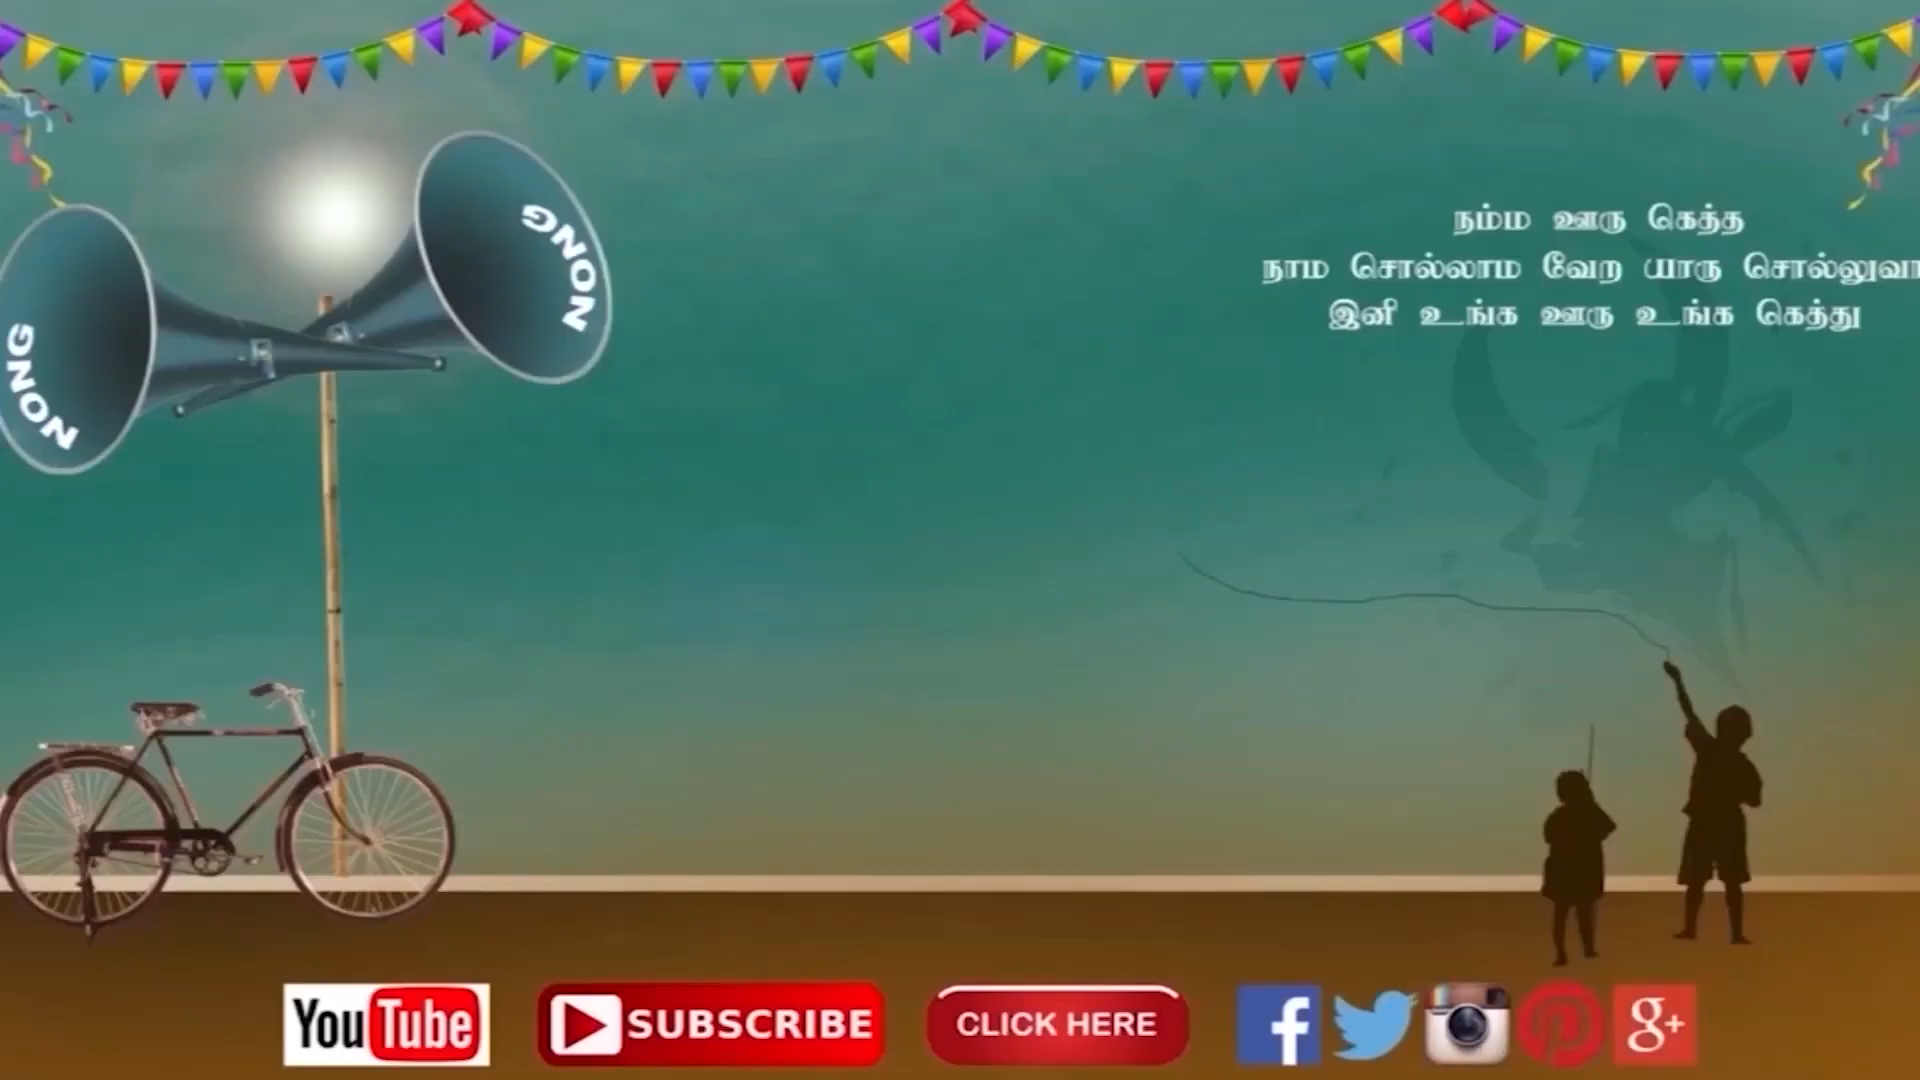 நம்ம ஊரு கெத்த
நாம சொல்லாம வேற யாரு
இனி உங்க ஊரு உங்க கெத்து
NONG
NONG
YouTube
SUBSCRIBE
CLICK HERE
f
g+